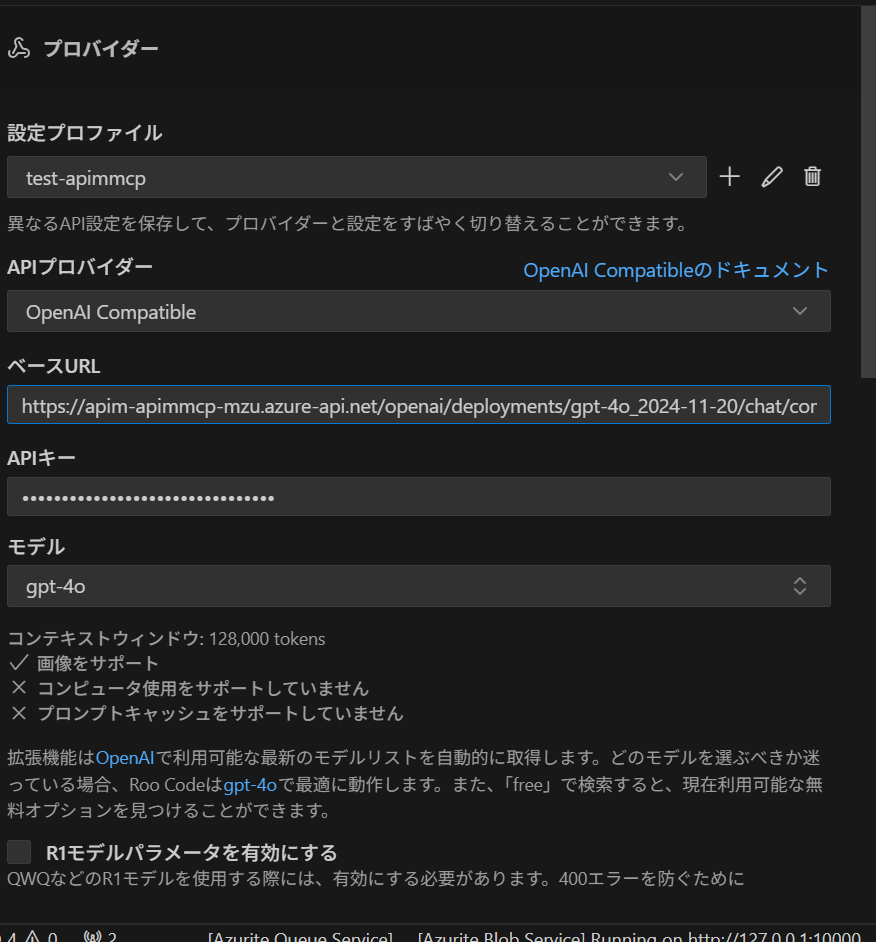 プロバイダー
設定プロファイル
test-apimmcp
異なるAPI設定を保存して、プロバイダーと設定をすばやく切り替えることができます。
APIプロバイダー
OpenAI Compatibleのドキュメント
OpenAI Compatible
ベースURL
https://apim-apimmcp-mzu.azure-api.net/openai/deployments/gpt-4o_2024-11-20/chat/cor
APIキー
モデル
gpt-4o
コンテキストウィンドウ: 128,000 tokens
画像をサポート
コンピュータ使用をサポートしていません
プロンプトキャッシュをサポートしていません
拡張機能はOpenAIで利用可能な最新のモデルリストを自動的に取得します。どのモデルを選ぶべきか迷
っている場合、Roo Codeはgpt-4oで最適に動作します。また、「free」で検索すると、現在利用可能な無
料オプションを見つけることができます。
R1モデルパラメータを有効にする
QWQなどのR1モデルを使用する際には、有効にする必要があります。400エラーを防ぐために
4 0 2 [Azurite Queue Service] [Azurite Blob Service] Running on http://127.0.0.1:10000